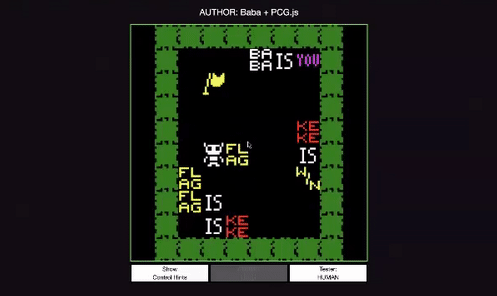 AUTHOR: Baba + PCG.js
BA
BA IS YOU
KE
KE
FL
AG
IS
FL
AG
WIN
FL
AG IS
IS KE
KE
Show
Control Hints
Tester:
HUMAN